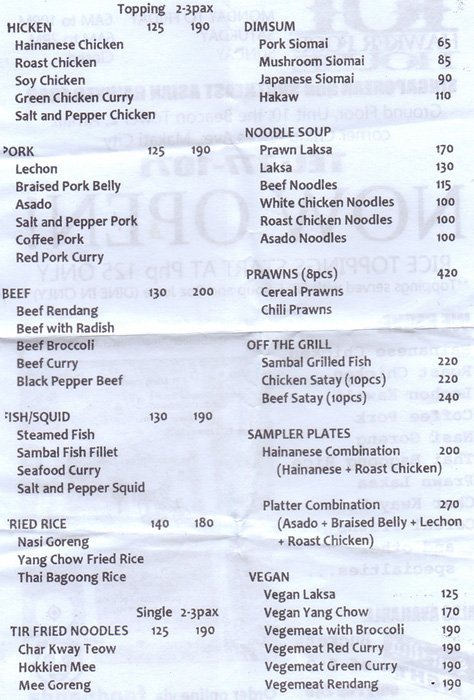 Topping 2-3pax
HICKEN 125 190
Hainanese Chicken
Roast Chicken
Soy Chicken
Green Chicken Curry
Salt and Pepper Chicken
PORK 125 190
Lechon
Braised Pork Belly
Asado
Salt and Pepper Pork
Coffee Pork
Red Pork Curry
BEEF 130 200
Beef Rendang
Beef with Radish
Beef Broccoli
Beef Curry
Black Pepper Beef
FISH/SQUID 130 190
Steamed Fish
Sambal Fish Fillet
Seafood Curry
Salt and Pepper Squid
RIED RICE 140 180
Nasi Goreng
Yang Chow Fried Rice
Thai Bagoong Rice
Single 2-3pax
TIR FRIED NOODLES 125 190
Char Kway Teow
Hokkien Mee
Mee Goreng
DIMSUM
Pork Siomai 65
Mushroom Siomai 85
Japanese Siomai 90
Hakaw 110
NOODLE SOUP
Prawn Laksa 170
Laksa 130
Beef Noodles 115
White Chicken Noodles 100
Roast Chicken Noodles 100
Asado Noodles 100
PRAWNS (8pcs) 420
Cereal Prawns
Chili Prawns
OFF THE GRILL
Sambal Grilled Fish 220
Chicken Satay (10pcs) 220
Beef Satay (10pcs) 240
SAMPLER PLATES
Hainanese Combination 200
(Hainanese + Roast Chicken)
Platter Combination 270
(Asado + Braised Belly + Lechon
+ Roast Chicken)
VEGAN
Vegan Laksa 125
Vegan Yang Chow 170
Vegemeat with Broccoli 190
Vegemeat Red Curry 190
Vegemeat Green Curry 190
Vegemeat Rendang 190